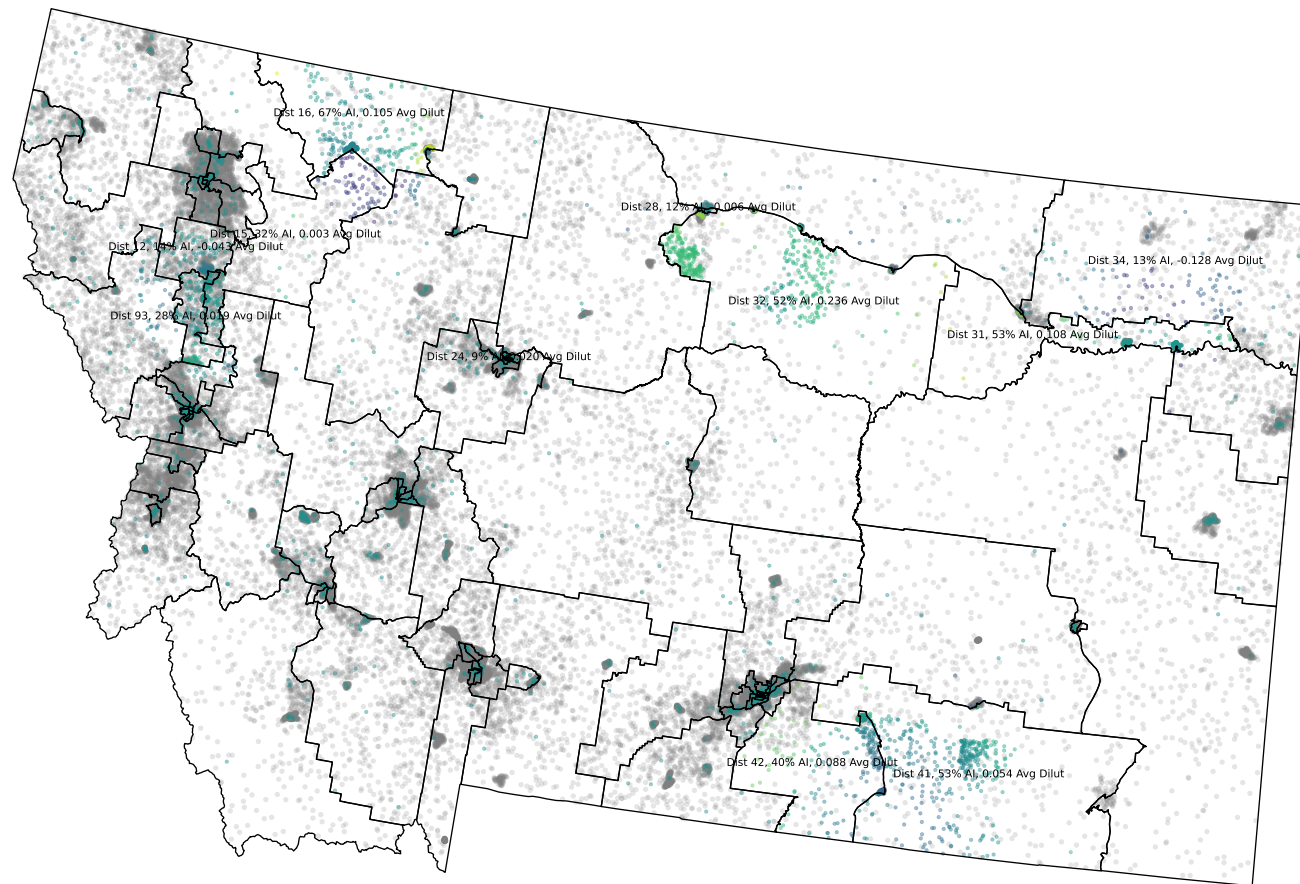 Dist 16, 67% AI, 0.105 Avg Dilut
Dist 28, 12% AI, 0.006 Avg Dilut
Dist 15, 32% AI, 0.003 Avg Dilut
Dist 12, 14% AI, -0.043 Avg Dilut
Dist 34, 13% AI, -0.128 Avg Dilut
Dist 32, 52% AI, 0.236 Avg Dilut
Dist 93, 28% AI, 0.019 Avg Dilut
Dist 31, 53% AI, 0.108 Avg Dilut
Dist 24, 9% Avg Dilut
Dist 42, 40% AI, 0.088 Avg Dilut
Dist 41, 53% AI, 0.054 Avg Dilut